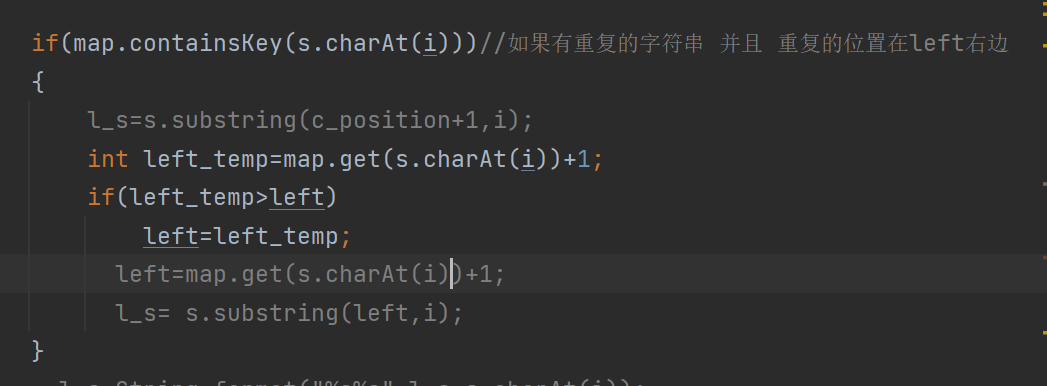 if(map.containsKey(s.charAt(i)))//如果有重复的字符串 并且 重复的位置在left右边
{
l_s=s.substring(c_position+1,i);
int left_temp=map.get(s.charAt(i))+1;
if(left_temp>left)
left=left_temp;
left=map.get(s.charAt(i))+1;
l_s= s.substring(left,i);
}